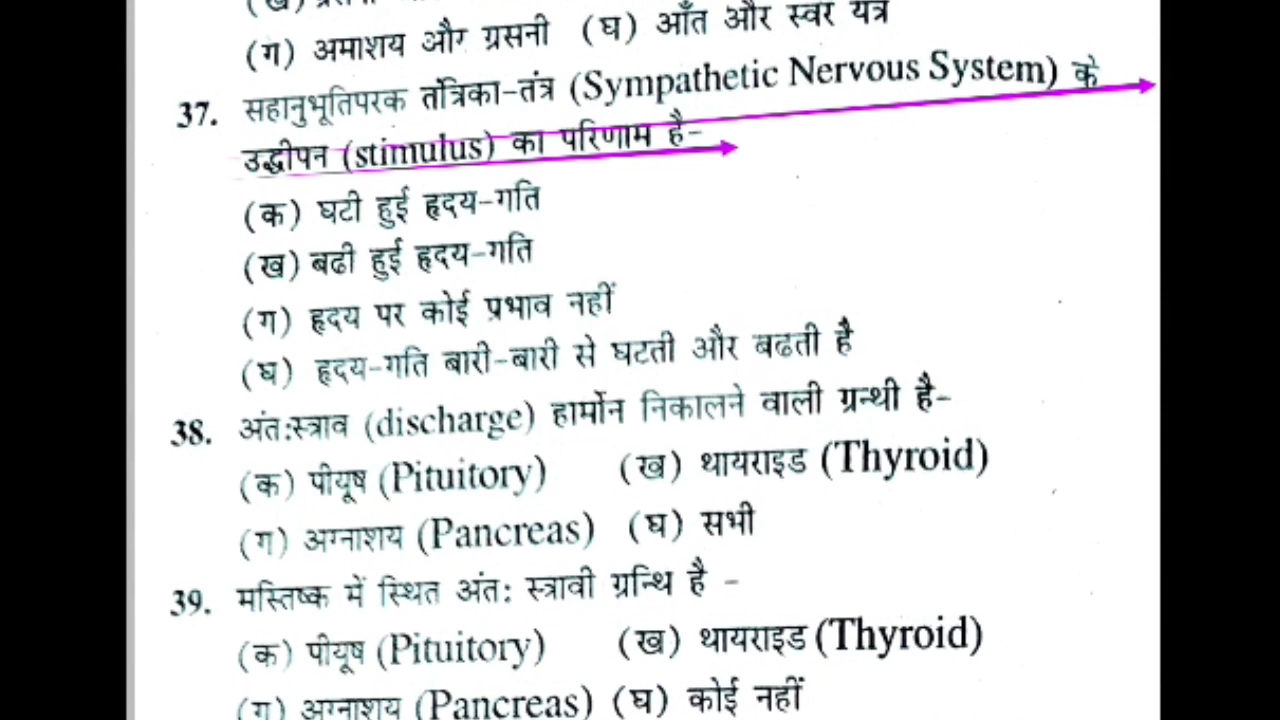 (ग) अमाशय और ग्रसनी (घ) आँत और स्वर यंत्र
37. सहानुभूतिपरक तंत्रिका-तंत्र (Sympathetic Nervous System) के
उद्धीपन (stimulus) का परिणाम है-
(क) घटी हुई हृदय-गति
(ख) बढी हुई हृदय-गति
(ग) हृदय पर कोई प्रभाव नहीं
(घ) हृदय-गति बारी-बारी से घटती और बढती है
38. अंतःस्त्राव (discharge) हार्मोन निकालने वाली ग्रन्थी है-
(क) पीयूष (Pituitory) (ख) थायराइड (Thyroid)
(ग) अग्नाशय (Pancreas) (घ) सभी
39. मस्तिष्क में स्थित अंतः स्त्रावी ग्रन्थि है -
(क) पीयूष (Pituitory) (ख) थायराइड (Thyroid)
(ग) अग्नाशय (Pancreas) (घ) कोई नहीं